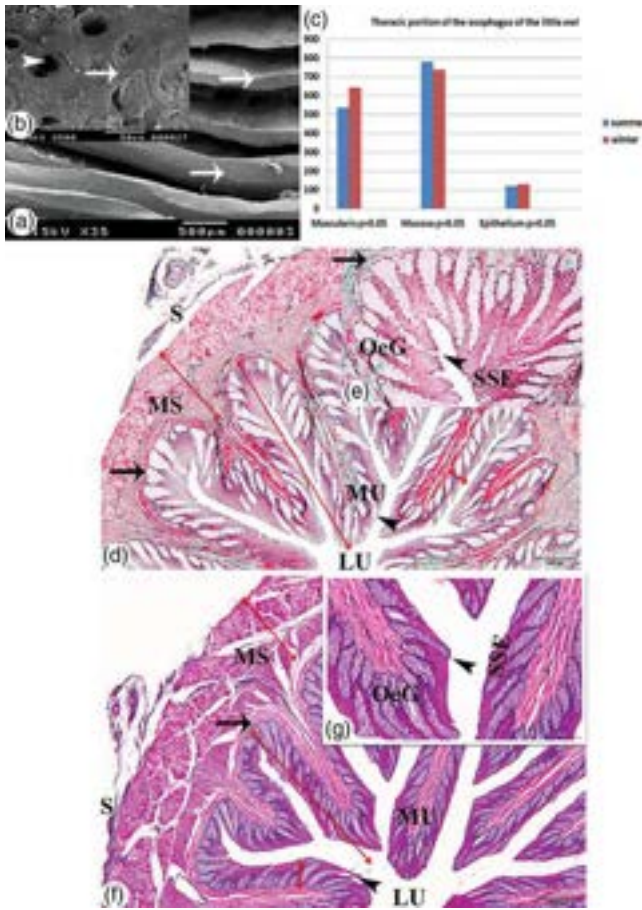 (c)
Thoracic portion of the esophagus of the little owl
900
800
700
600
500
400
300
200
100
0
Muscularis p<0.05
Mucosa p<0.05
Epithelium p<0.05
summer
winter
(b)
(a)
15kV X35
500µm 000003
S
OeG
SSE
(e)
MS
MU
(d)
LU
MS
SSE
OeG
(g)
S
MU
(f)
LU